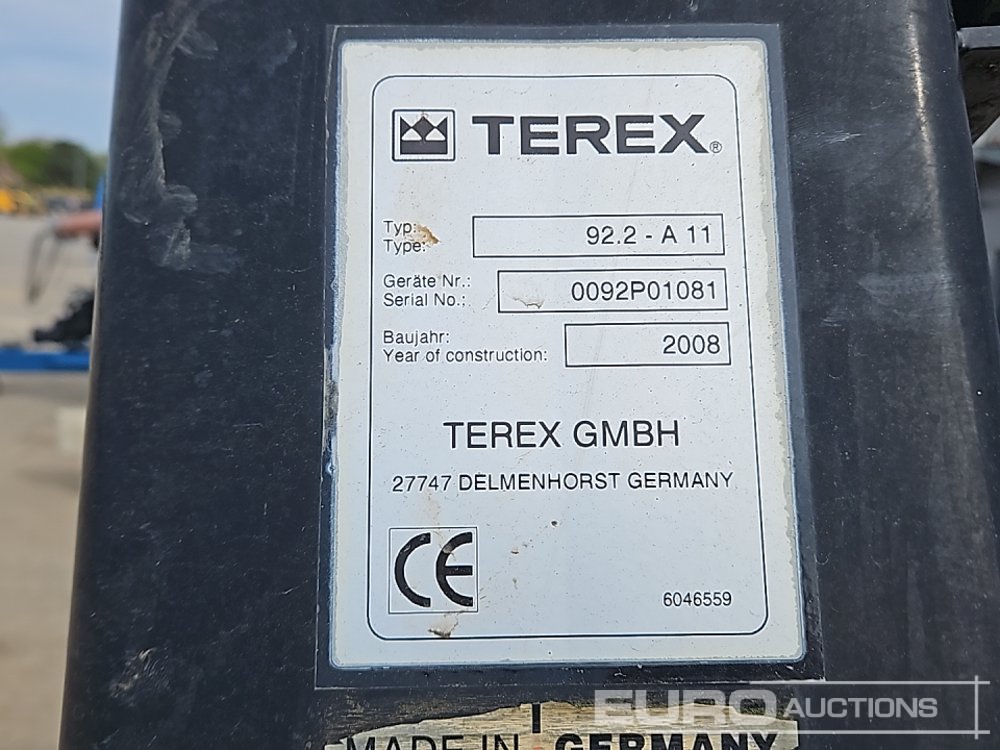 TEREX®
Typ:
Type:
92.2 - A 11
Geräte Nr.:
Serial No.:
0092P01081
Baujahr:
Year of construction:
2008
TEREX GMBH
27747 DELMENHORST GERMANY
CE
6046559
MADE IN GERMANY
EURO AUCTIONS